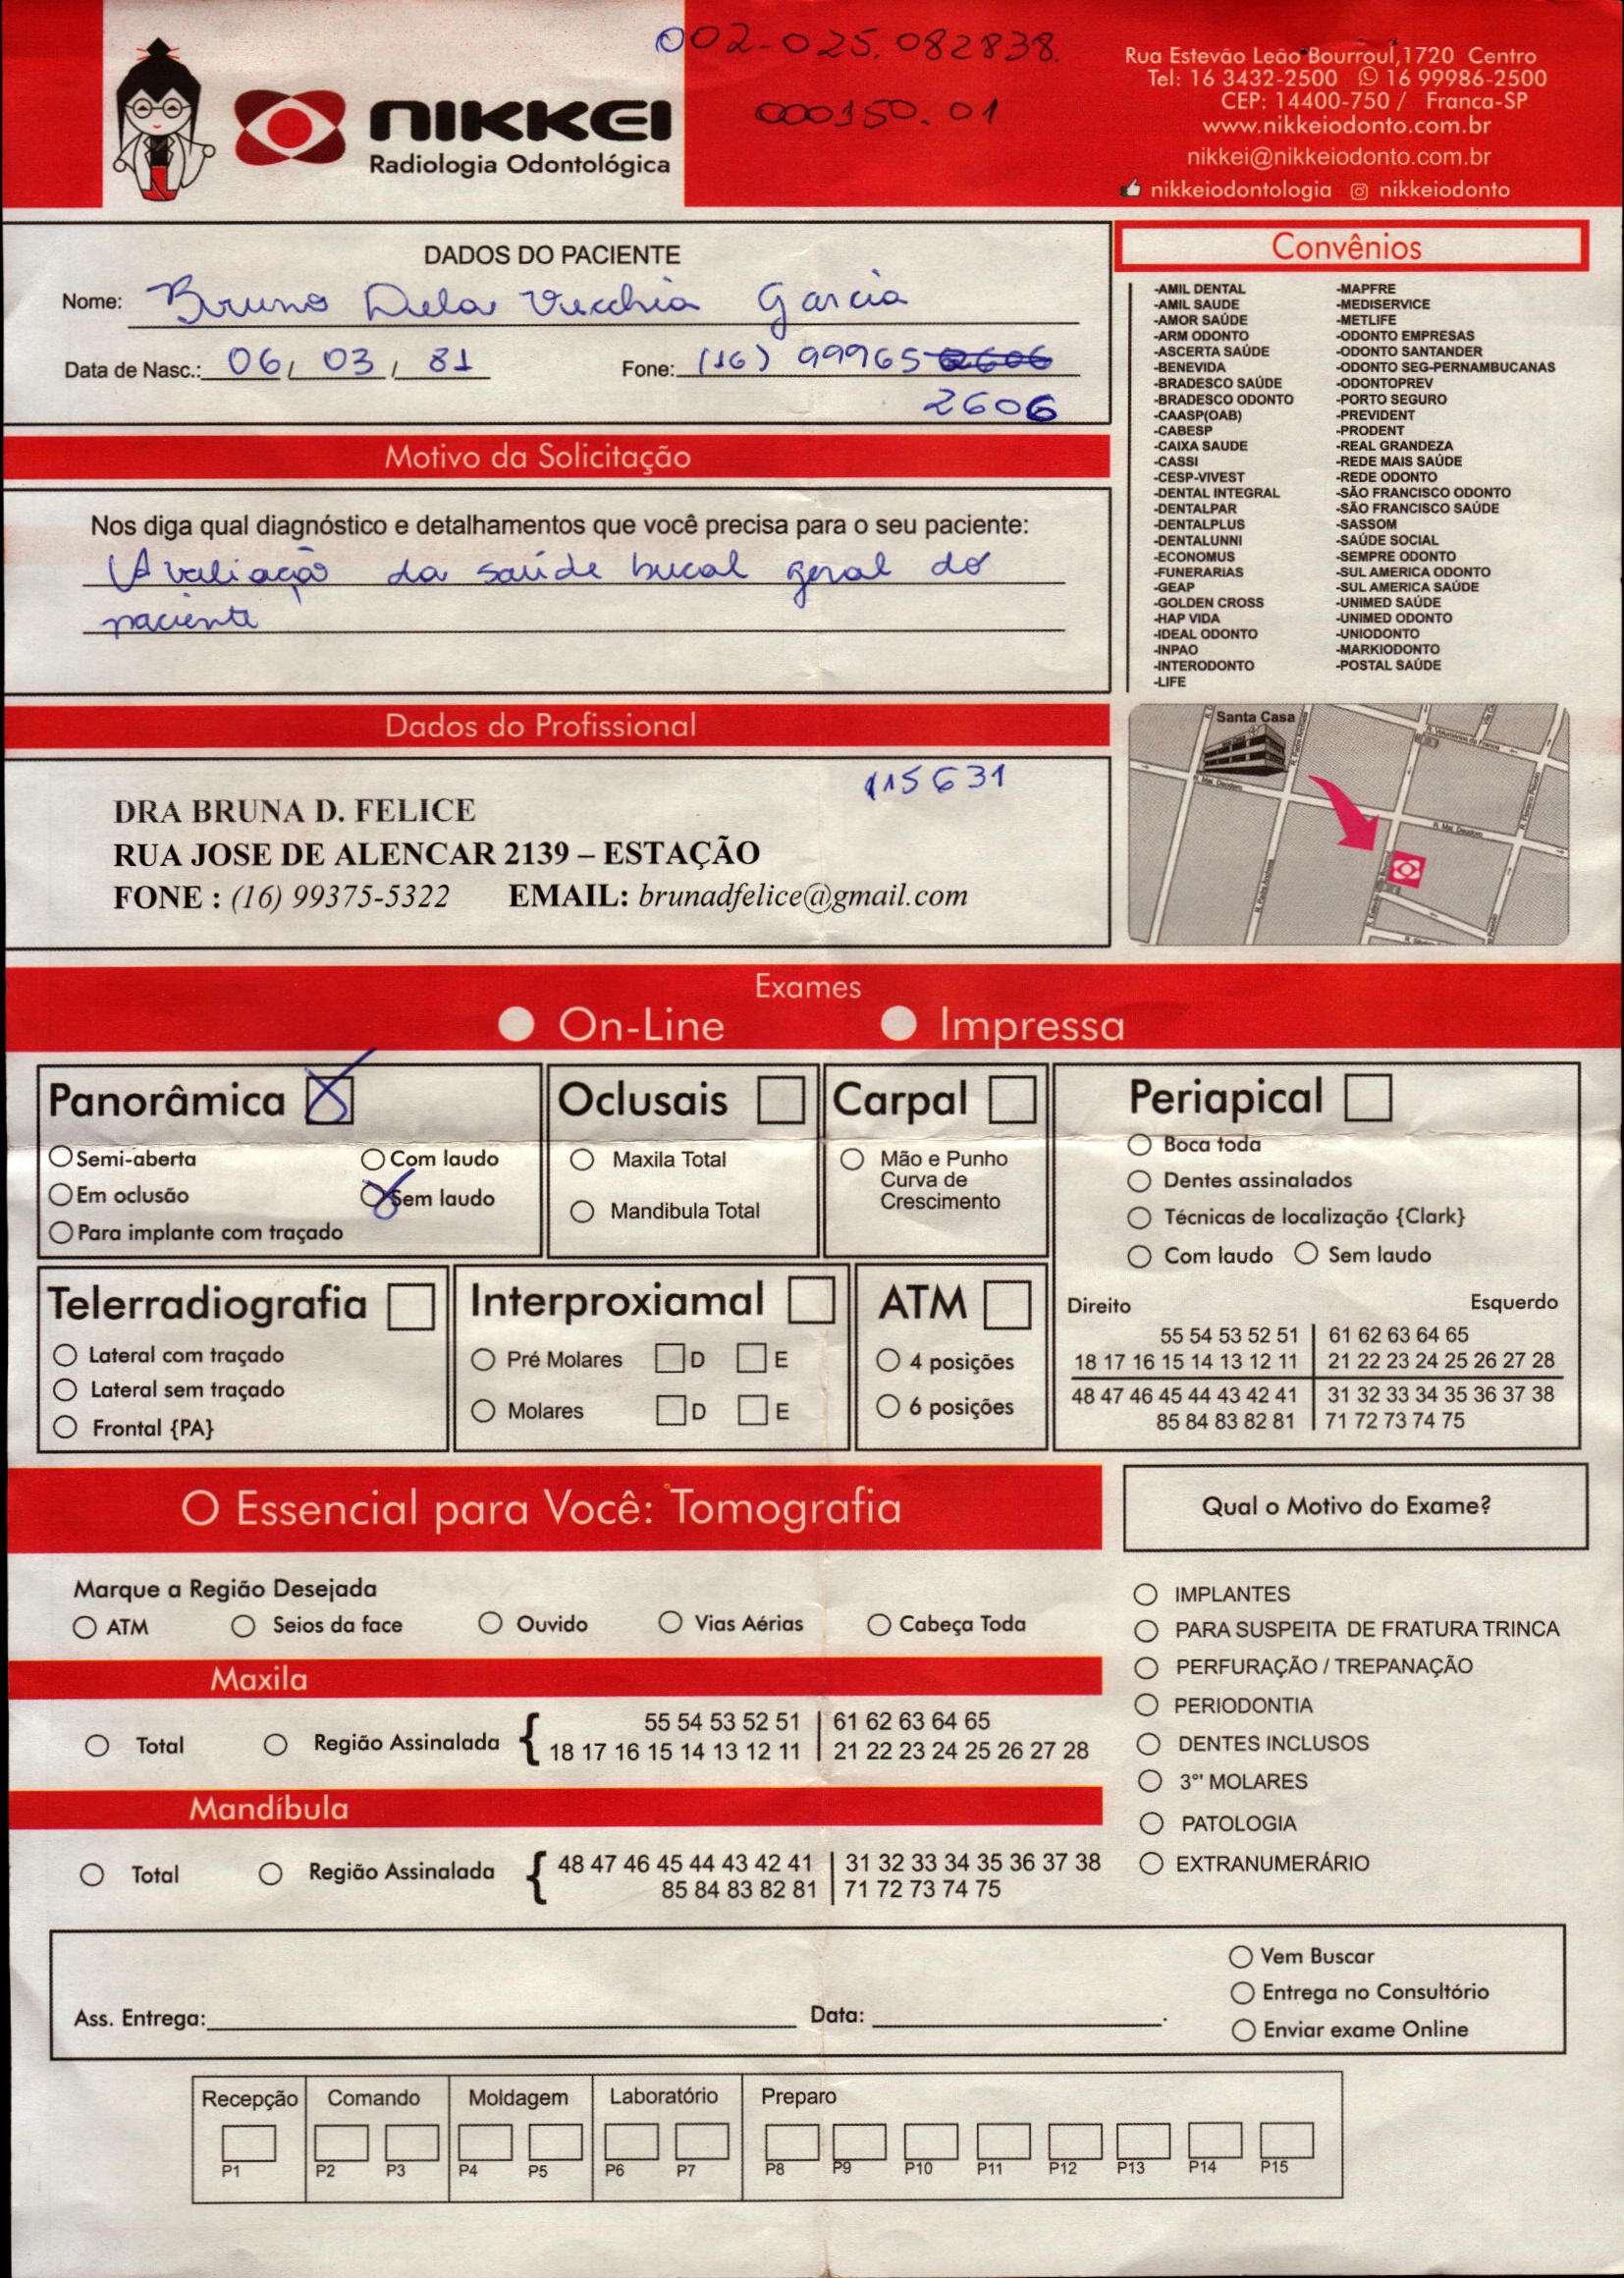 002-025.082838.
000150.01
NIKKEI
Radiologia Odontológica
Rua Estevão Leão Bourroul,1720 Centro
Tel: 16 3432-2500 16 99986-2500
CEP: 14400-750 / Franca-SP
www.nikkeiodonto.com.br
nikkei@nikkeiodonto.com.br
nikkeiodontologia nikkeiodonto
DADOS DO PACIENTE
Nome: Bruno Dela Vecchia Garcia
Data de Nasc.: 06/ 03/ 81 Fone: (16) 99965 2606
2606
Motivo da Solicitação
Nos diga qual diagnóstico e detalhamentos que você precisa para o seu paciente:
Avaliação da saúde bucal geral do
paciente
Dados do Profissional
115631
DRA BRUNA D. FELICE
RUA JOSE DE ALENCAR 2139 – ESTAÇÃO
FONE : (16) 99375-5322 EMAIL: brunadfelice@gmail.com
Convênios
-AMIL DENTAL
-AMIL SAUDE
-AMOR SAÚDE
-ARM ODONTO
-ASCERTA SAÚDE
-BENEVIDA
-BRADESCO SAÚDE
-BRADESCO ODONTO
-CAASP(OAB)
-CABESP
-CAIXA SAUDE
-CASSI
-CESP-VIVEST
-DENTAL INTEGRAL
-DENTALPAR
-DENTALPLUS
-DENTALUNNI
-ECONOMUS
-FUNERARIAS
-GEAP
-GOLDEN CROSS
-HAP VIDA
-IDEAL ODONTO
-INPAO
-INTERODONTO
-LIFE
-MAPFRE
-MEDISERVICE
-METLIFE
-ODONTO EMPRESAS
-ODONTO SANTANDER
-ODONTO SEG-PERNAMBUCANAS
-ODONTOPREV
-PORTO SEGURO
-PREVIDENT
-PRODENT
-REAL GRANDEZA
-REDE MAIS SAÚDE
-REDE ODONTO
-SÃO FRANCISCO ODONTO
-SÃO FRANCISCO SAÚDE
-SASSOM
-SAÚDE SOCIAL
-SEMPRE ODONTO
-SUL AMERICA ODONTO
-SUL AMERICA SAÚDE
-UNIMED SAÚDE
-UNIMED ODONTO
-UNIODONTO
-MARKIODONTO
-POSTAL SAÚDE
Santa Casa
Exames
On-Line Impressa
Panorâmica
Semi-aberta Com laudo
Em oclusão Sem laudo
Para implante com traçado
Oclusais
Maxila Total
Mandibula Total
Carpal
Mão e Punho
Curva de
Crescimento
Periapical
Boca toda
Dentes assinalados
Técnicas de localização {Clark}
Com laudo Sem laudo
Direito Esquerdo
55 54 53 52 51 | 61 62 63 64 65
18 17 16 15 14 13 12 11 | 21 22 23 24 25 26 27 28
48 47 46 45 44 43 42 41 | 31 32 33 34 35 36 37 38
85 84 83 82 81 | 71 72 73 74 75
Telerradiografia
Lateral com traçado
Lateral sem traçado
Frontal {PA}
Interproxiamal
Pré Molares D E
Molares D E
ATM
4 posições
6 posições
O Essencial para Você: Tomografia
Marque a Região Desejada
ATM Seios da face Ouvido Vias Aérias Cabeça Toda
Maxila
55 54 53 52 51 | 61 62 63 64 65
Total Região Assinalada { 18 17 16 15 14 13 12 11 | 21 22 23 24 25 26 27 28
Mandíbula
Total Região Assinalada { 48 47 46 45 44 43 42 41 | 31 32 33 34 35 36 37 38
85 84 83 82 81 | 71 72 73 74 75
Qual o Motivo do Exame?
IMPLANTES
PARA SUSPEITA DE FRATURA TRINCA
PERFURAÇÃO / TREPANAÇÃO
PERIODONTIA
DENTES INCLUSOS
3ºˢ MOLARES
PATOLOGIA
EXTRANUMERÁRIO
Ass. Entrega: Data: .
Vem Buscar
Entrega no Consultório
Enviar exame Online
Recepção Comando Moldagem Laboratório Preparo
P1 P2 P3 P4 P5 P6 P7 P8 P9 P10 P11 P12 P13 P14 P15